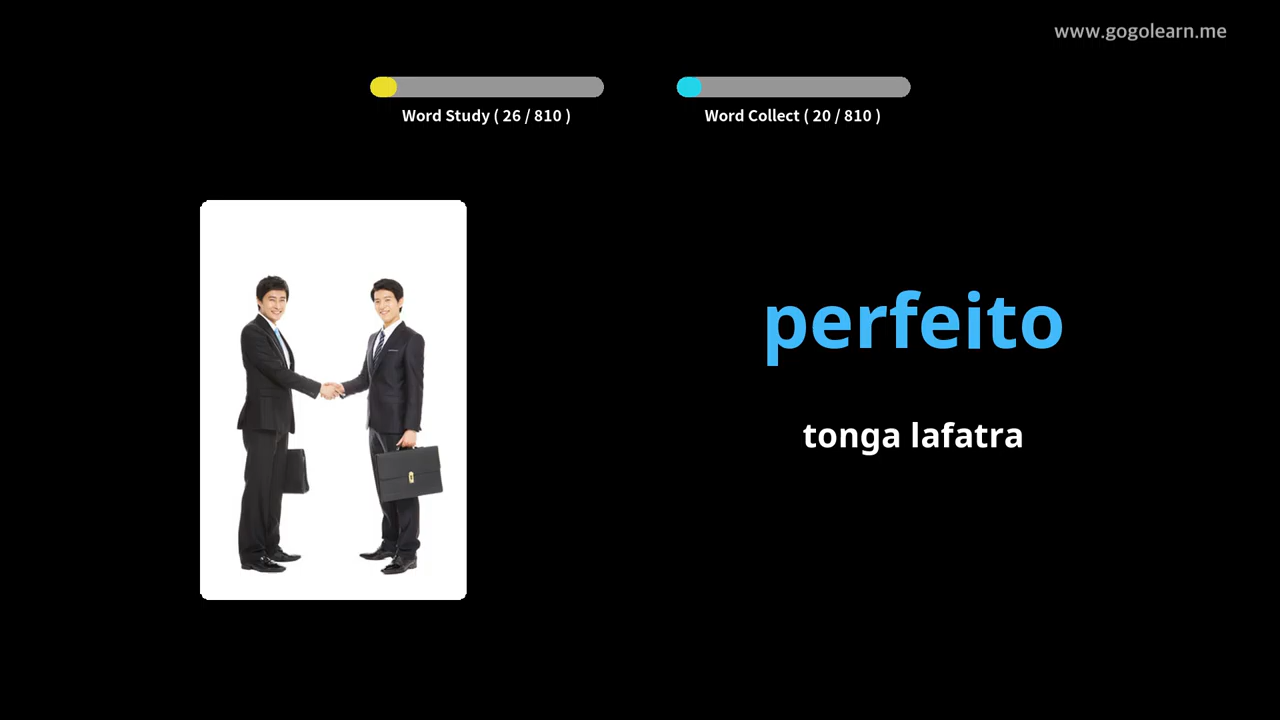 www.gogolearn.me
Word Study ( 26 / 810 )
Word Collect ( 20 / 810 )
perfeito
tonga lafatra